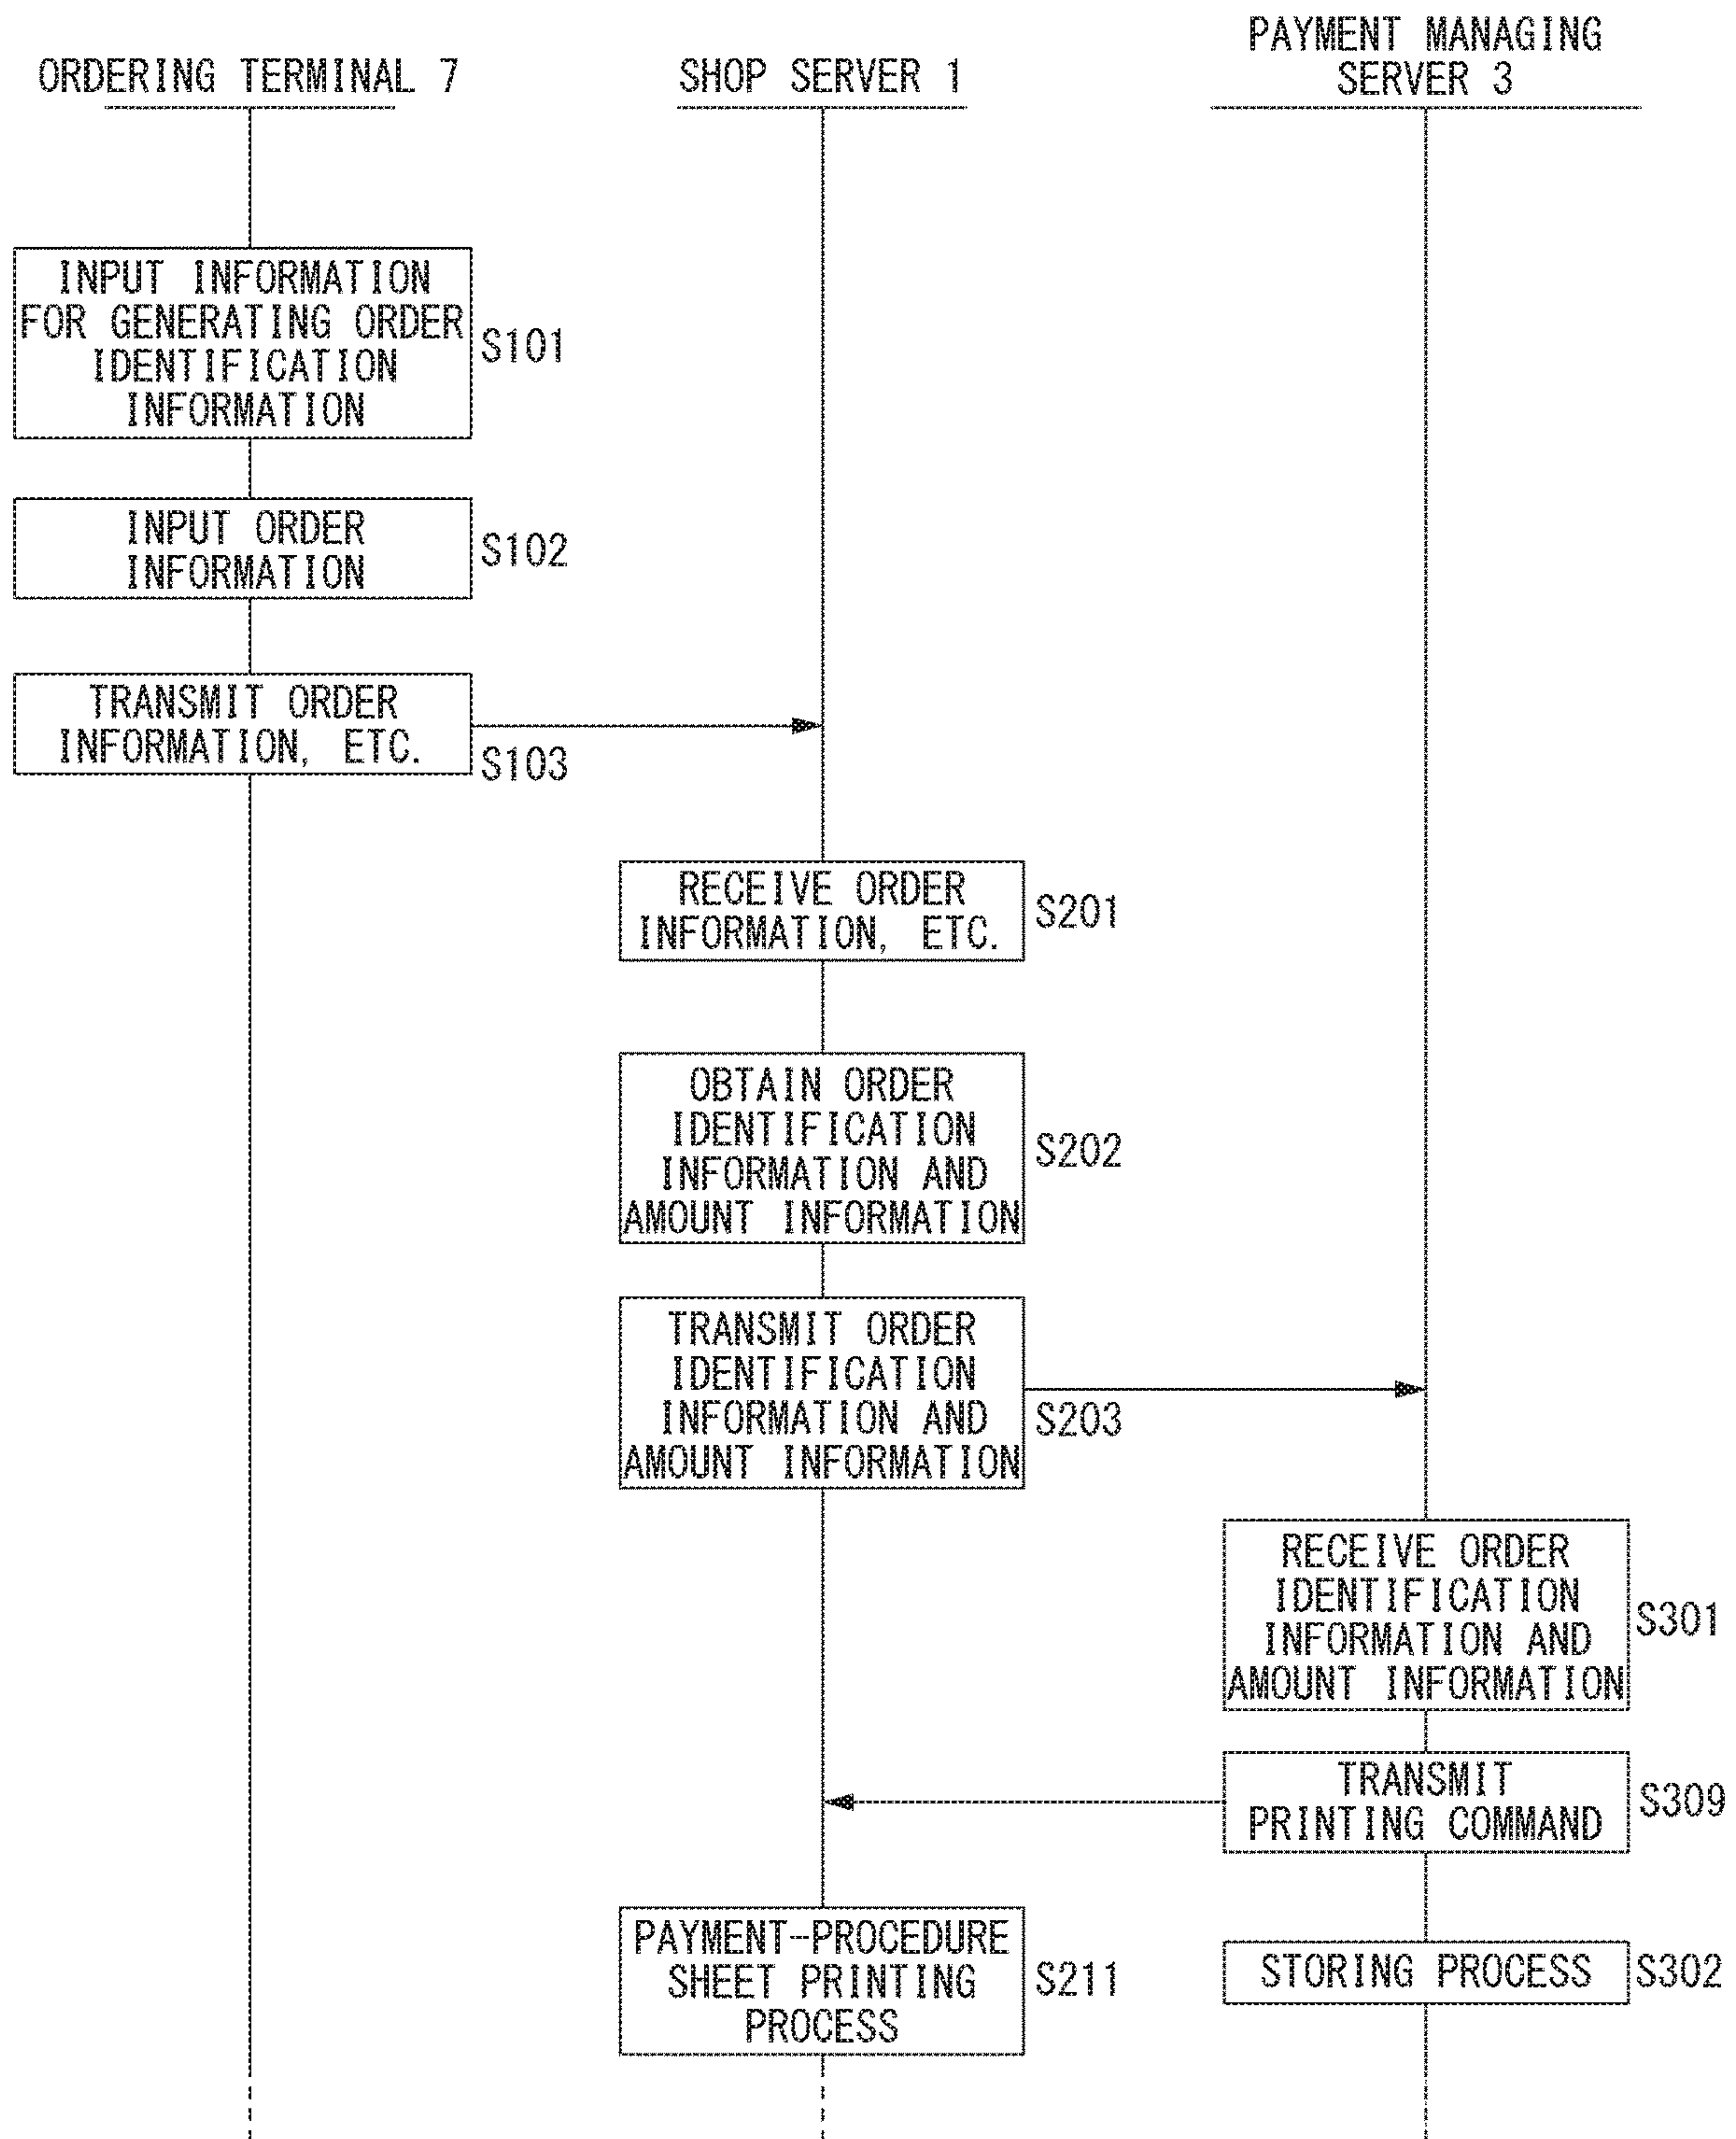 ORDERING TERMINAL 7
SHOP SERVER 1
PAYMENT MANAGING
SERVER 3
INPUT INFORMATION
FOR GENERATING ORDER
IDENTIFICATION
INFORMATION
S101
INPUT ORDER
INFORMATION
S102
TRANSMIT ORDER
INFORMATION, ETC.
S103
RECEIVE ORDER
INFORMATION, ETC.
S201
OBTAIN ORDER
IDENTIFICATION
INFORMATION AND
AMOUNT INFORMATION
S202
TRANSMIT ORDER
IDENTIFICATION
INFORMATION AND
AMOUNT INFORMATION
S203
RECEIVE ORDER
IDENTIFICATION
INFORMATION AND
AMOUNT INFORMATION
S301
TRANSMIT
PRINTING COMMAND
S309
PAYMENT-PROCEDURE
SHEET PRINTING
PROCESS
S211
STORING PROCESS
S302